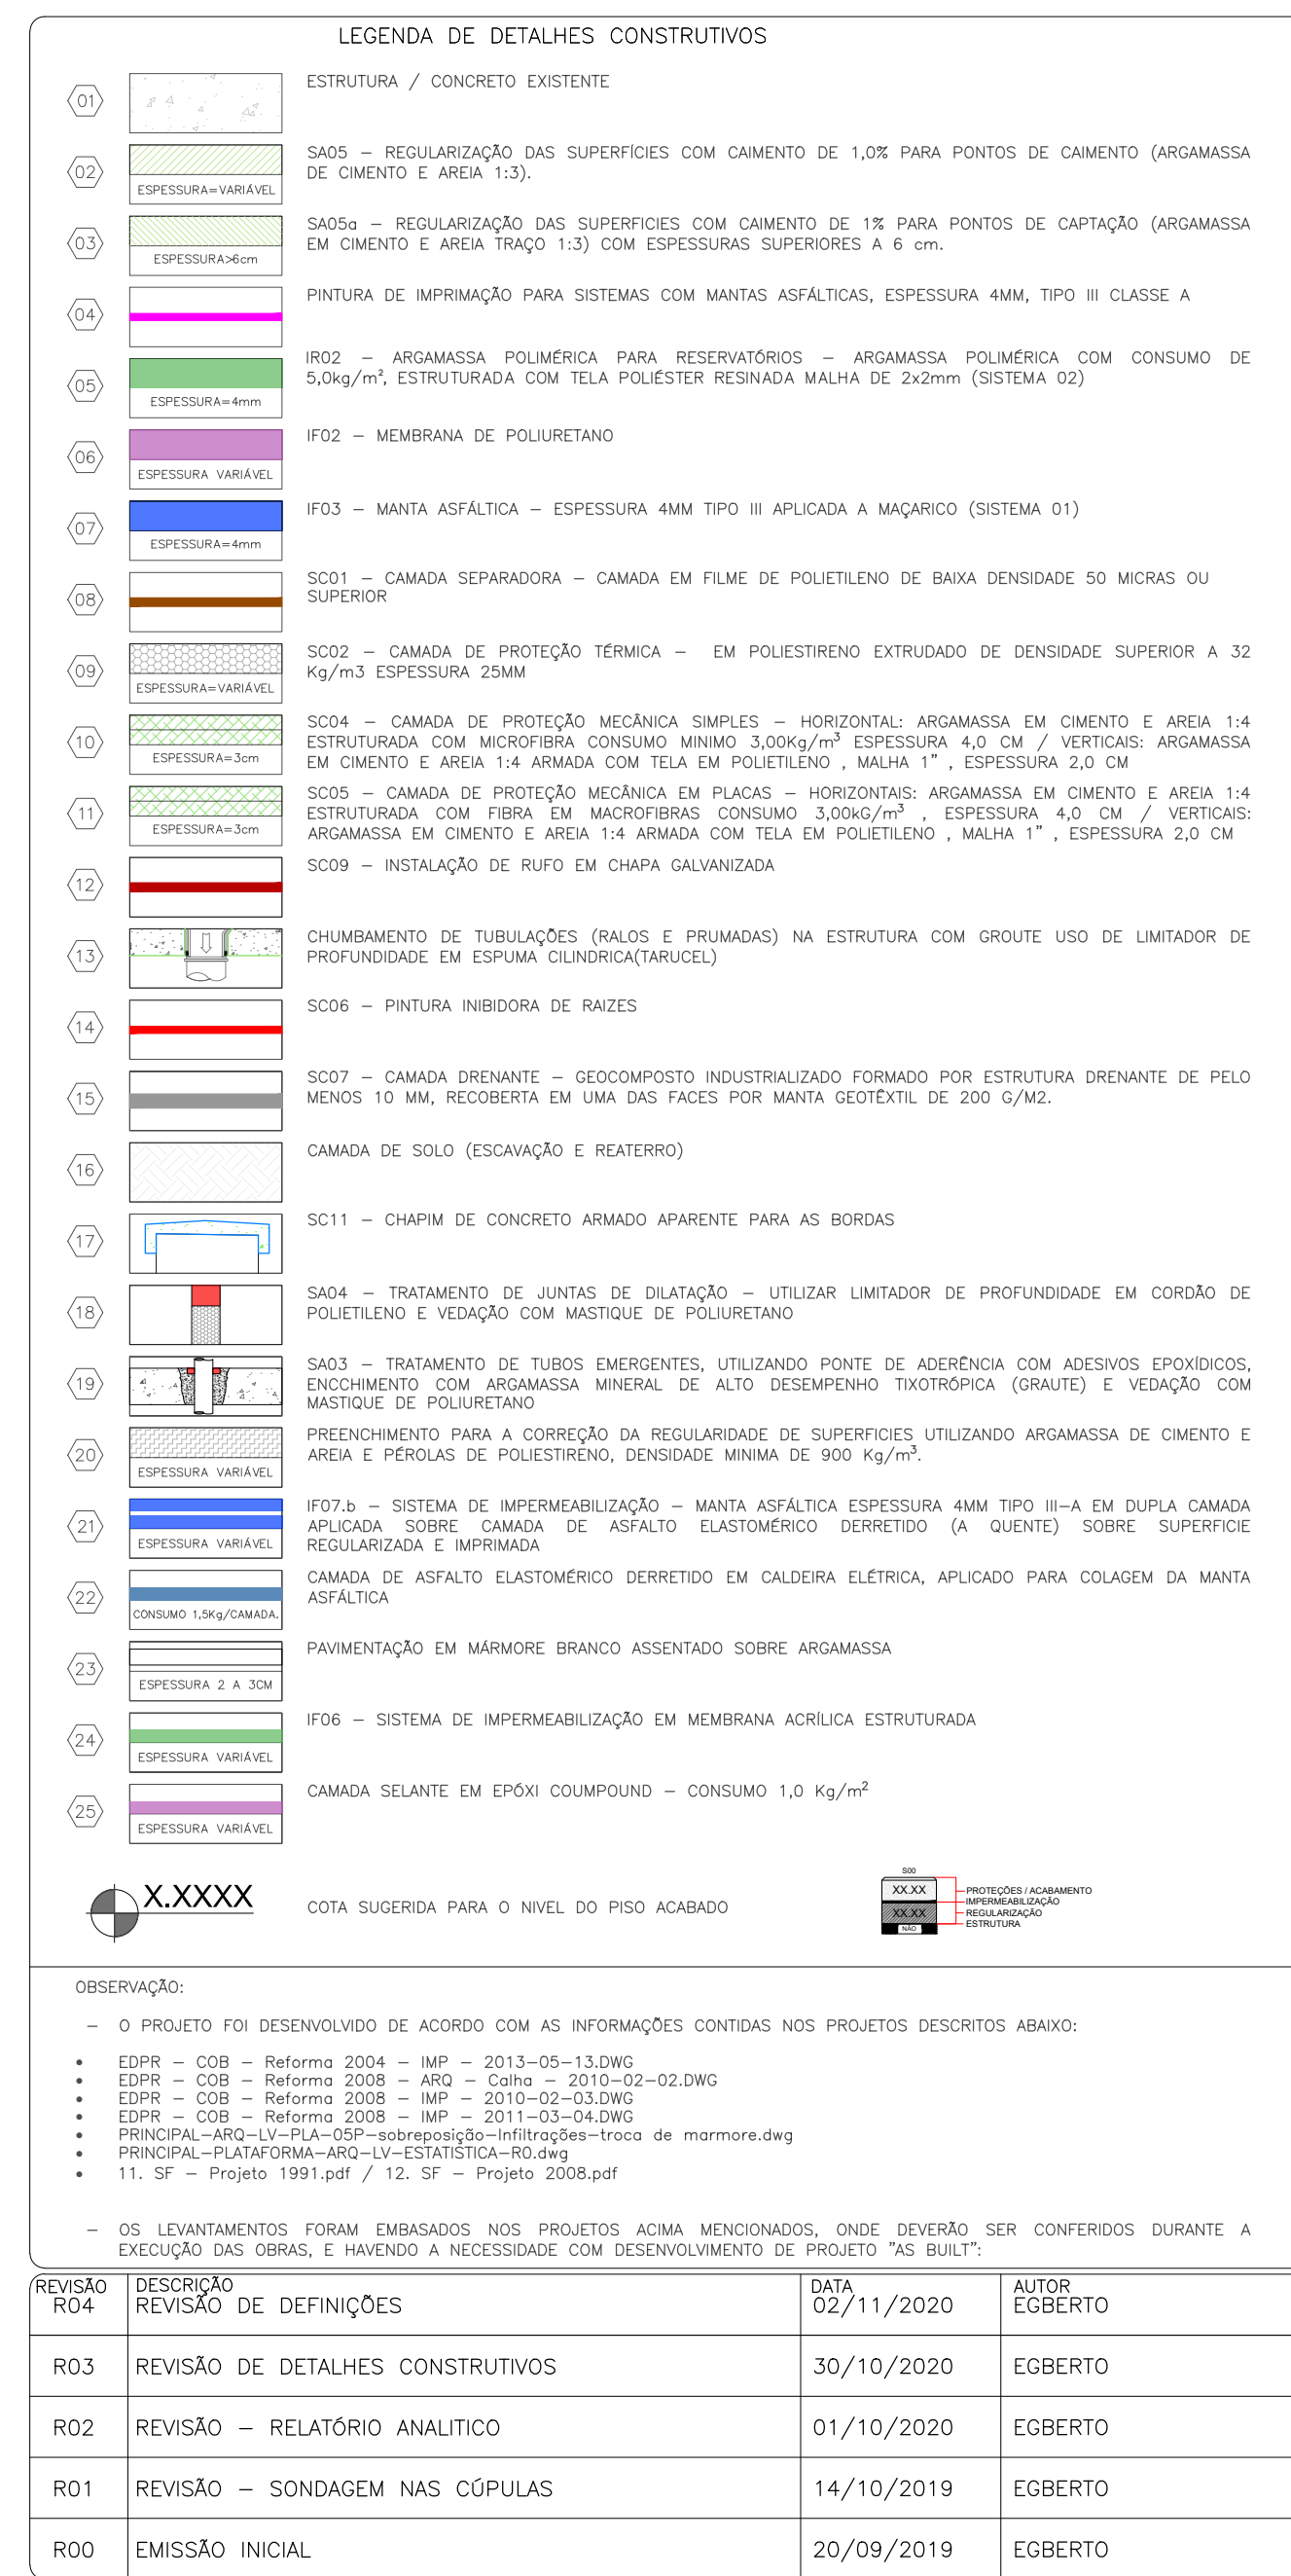 LEGENDA DE DETALHES CONSTRUTIVOS
01
ESTRUTURA / CONCRETO EXISTENTE
02
ESPESSURA=VARIÁVEL
SA05 – REGULARIZAÇÃO DAS SUPERFÍCIES COM CAIMENTO DE 1,0% PARA PONTOS DE CAIMENTO (ARGAMASSA
DE CIMENTO E AREIA 1:3).
03
ESPESSURA>6cm
SA05a – REGULARIZAÇÃO DAS SUPERFICIES COM CAIMENTO DE 1% PARA PONTOS DE CAPTAÇÃO (ARGAMASSA
EM CIMENTO E AREIA TRAÇO 1:3) COM ESPESSURAS SUPERIORES A 6 cm.
04
PINTURA DE IMPRIMAÇÃO PARA SISTEMAS COM MANTAS ASFÁLTICAS, ESPESSURA 4MM, TIPO III CLASSE A
05
ESPESSURA=4mm
IR02 – ARGAMASSA POLIMÉRICA PARA RESERVATÓRIOS – ARGAMASSA POLIMÉRICA COM CONSUMO DE
5,0kg/m², ESTRUTURADA COM TELA POLIÉSTER RESINADA MALHA DE 2x2mm (SISTEMA 02)
06
ESPESSURA VARIÁVEL
IF02 – MEMBRANA DE POLIURETANO
07
ESPESSURA=4mm
IF03 – MANTA ASFÁLTICA – ESPESSURA 4MM TIPO III APLICADA A MAÇARICO (SISTEMA 01)
08
SC01 – CAMADA SEPARADORA – CAMADA EM FILME DE POLIETILENO DE BAIXA DENSIDADE 50 MICRAS OU
SUPERIOR
09
ESPESSURA=VARIÁVEL
SC02 – CAMADA DE PROTEÇÃO TÉRMICA – EM POLIESTIRENO EXTRUDADO DE DENSIDADE SUPERIOR A 32
Kg/m3 ESPESSURA 25MM
10
ESPESSURA=3cm
SC04 – CAMADA DE PROTEÇÃO MECÂNICA SIMPLES – HORIZONTAL: ARGAMASSA EM CIMENTO E AREIA 1:4
ESTRUTURADA COM MICROFIBRA CONSUMO MINIMO 3,00Kg/m³ ESPESSURA 4,0 CM / VERTICAIS: ARGAMASSA
EM CIMENTO E AREIA 1:4 ARMADA COM TELA EM POLIETILENO , MALHA 1" , ESPESSURA 2,0 CM
11
ESPESSURA=3cm
SC05 – CAMADA DE PROTEÇÃO MECÂNICA EM PLACAS – HORIZONTAIS: ARGAMASSA EM CIMENTO E AREIA 1:4
ESTRUTURADA COM FIBRA EM MACROFIBRAS CONSUMO 3,00kG/m³ , ESPESSURA 4,0 CM / VERTICAIS:
ARGAMASSA EM CIMENTO E AREIA 1:4 ARMADA COM TELA EM POLIETILENO , MALHA 1" , ESPESSURA 2,0 CM
12
SC09 – INSTALAÇÃO DE RUFO EM CHAPA GALVANIZADA
13
CHUMBAMENTO DE TUBULAÇÕES (RALOS E PRUMADAS) NA ESTRUTURA COM GROUTE USO DE LIMITADOR DE
PROFUNDIDADE EM ESPUMA CILINDRICA(TARUCEL)
14
SC06 – PINTURA INIBIDORA DE RAIZES
15
SC07 – CAMADA DRENANTE – GEOCOMPOSTO INDUSTRIALIZADO FORMADO POR ESTRUTURA DRENANTE DE PELO
MENOS 10 MM, RECOBERTA EM UMA DAS FACES POR MANTA GEOTÊXTIL DE 200 G/M2.
16
CAMADA DE SOLO (ESCAVAÇÃO E REATERRO)
17
SC11 – CHAPIM DE CONCRETO ARMADO APARENTE PARA AS BORDAS
18
SA04 – TRATAMENTO DE JUNTAS DE DILATAÇÃO – UTILIZAR LIMITADOR DE PROFUNDIDADE EM CORDÃO DE
POLIETILENO E VEDAÇÃO COM MASTIQUE DE POLIURETANO
19
SA03 – TRATAMENTO DE TUBOS EMERGENTES, UTILIZANDO PONTE DE ADERÊNCIA COM ADESIVOS EPOXÍDICOS,
ENCCHIMENTO COM ARGAMASSA MINERAL DE ALTO DESEMPENHO TIXOTRÓPICA (GRAUTE) E VEDAÇÃO COM
MASTIQUE DE POLIURETANO
20
ESPESSURA VARIÁVEL
PREENCHIMENTO PARA A CORREÇÃO DA REGULARIDADE DE SUPERFICIES UTILIZANDO ARGAMASSA DE CIMENTO E
AREIA E PÉROLAS DE POLIESTIRENO, DENSIDADE MINIMA DE 900 Kg/m³.
21
ESPESSURA VARIÁVEL
IF07.b – SISTEMA DE IMPERMEABILIZAÇÃO – MANTA ASFÁLTICA ESPESSURA 4MM TIPO III-A EM DUPLA CAMADA
APLICADA SOBRE CAMADA DE ASFALTO ELASTOMÉRICO DERRETIDO (A QUENTE) SOBRE SUPERFICIE
REGULARIZADA E IMPRIMADA
22
CONSUMO 1,5Kg/CAMADA.
CAMADA DE ASFALTO ELASTOMÉRICO DERRETIDO EM CALDEIRA ELÉTRICA, APLICADO PARA COLAGEM DA MANTA
ASFÁLTICA
23
ESPESSURA 2 A 3CM
PAVIMENTAÇÃO EM MÁRMORE BRANCO ASSENTADO SOBRE ARGAMASSA
24
ESPESSURA VARIÁVEL
IF06 – SISTEMA DE IMPERMEABILIZAÇÃO EM MEMBRANA ACRÍLICA ESTRUTURADA
25
ESPESSURA VARIÁVEL
CAMADA SELANTE EM EPÓXI COUMPOUND – CONSUMO 1,0 Kg/m²
X.XXXX
COTA SUGERIDA PARA O NIVEL DO PISO ACABADO
S00
XX.XX
XX.XX
NÃO
PROTEÇÕES / ACABAMENTO
IMPERMEABILIZAÇÃO
REGULARIZAÇÃO
ESTRUTURA
OBSERVAÇÃO:
– O PROJETO FOI DESENVOLVIDO DE ACORDO COM AS INFORMAÇÕES CONTIDAS NOS PROJETOS DESCRITOS ABAIXO:
• EDPR – COB – Reforma 2004 – IMP – 2013-05-13.DWG
• EDPR – COB – Reforma 2008 – ARQ – Calha – 2010-02-02.DWG
• EDPR – COB – Reforma 2008 – IMP – 2010-02-03.DWG
• EDPR – COB – Reforma 2008 – IMP – 2011-03-04.DWG
• PRINCIPAL-ARQ-LV-PLA-05P-sobreposição-Infiltrações-troca de marmore.dwg
• PRINCIPAL-PLATAFORMA-ARQ-LV-ESTATISTICA-R0.dwg
• 11. SF – Projeto 1991.pdf / 12. SF – Projeto 2008.pdf
– OS LEVANTAMENTOS FORAM EMBASADOS NOS PROJETOS ACIMA MENCIONADOS, ONDE DEVERÃO SER CONFERIDOS DURANTE A
EXECUÇÃO DAS OBRAS, E HAVENDO A NECESSIDADE COM DESENVOLVIMENTO DE PROJETO "AS BUILT":
REVISÃO DESCRIÇÃO DATA AUTOR
R04 REVISÃO DE DEFINIÇÕES 02/11/2020 EGBERTO
R03 REVISÃO DE DETALHES CONSTRUTIVOS 30/10/2020 EGBERTO
R02 REVISÃO – RELATÓRIO ANALITICO 01/10/2020 EGBERTO
R01 REVISÃO – SONDAGEM NAS CÚPULAS 14/10/2019 EGBERTO
R00 EMISSÃO INICIAL 20/09/2019 EGBERTO